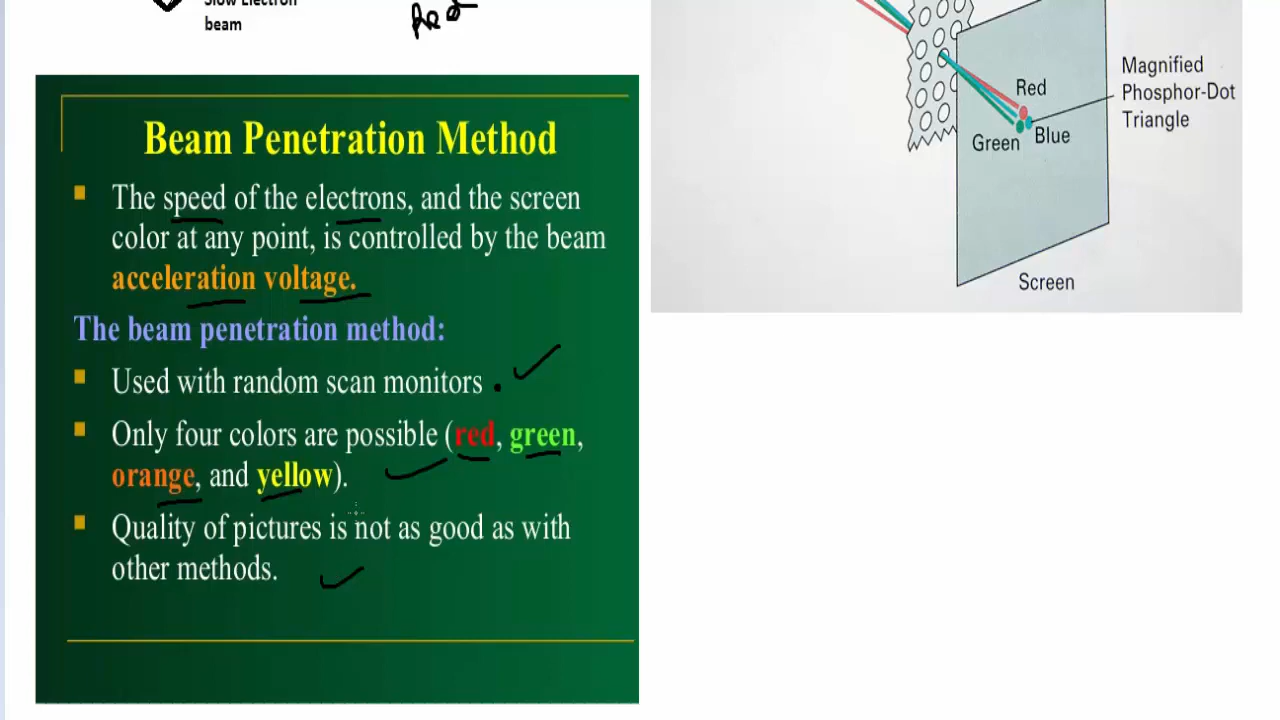 Slow Electron
beam
Red
Beam Penetration Method
The speed of the electrons, and the screen
color at any point, is controlled by the beam
acceleration voltage.
The beam penetration method:
Used with random scan monitors .
Only four colors are possible (red, green,
orange, and yellow).
Quality of pictures is not as good as with
other methods.
Red
Green
Blue
Magnified
Phosphor-Dot
Triangle
Screen